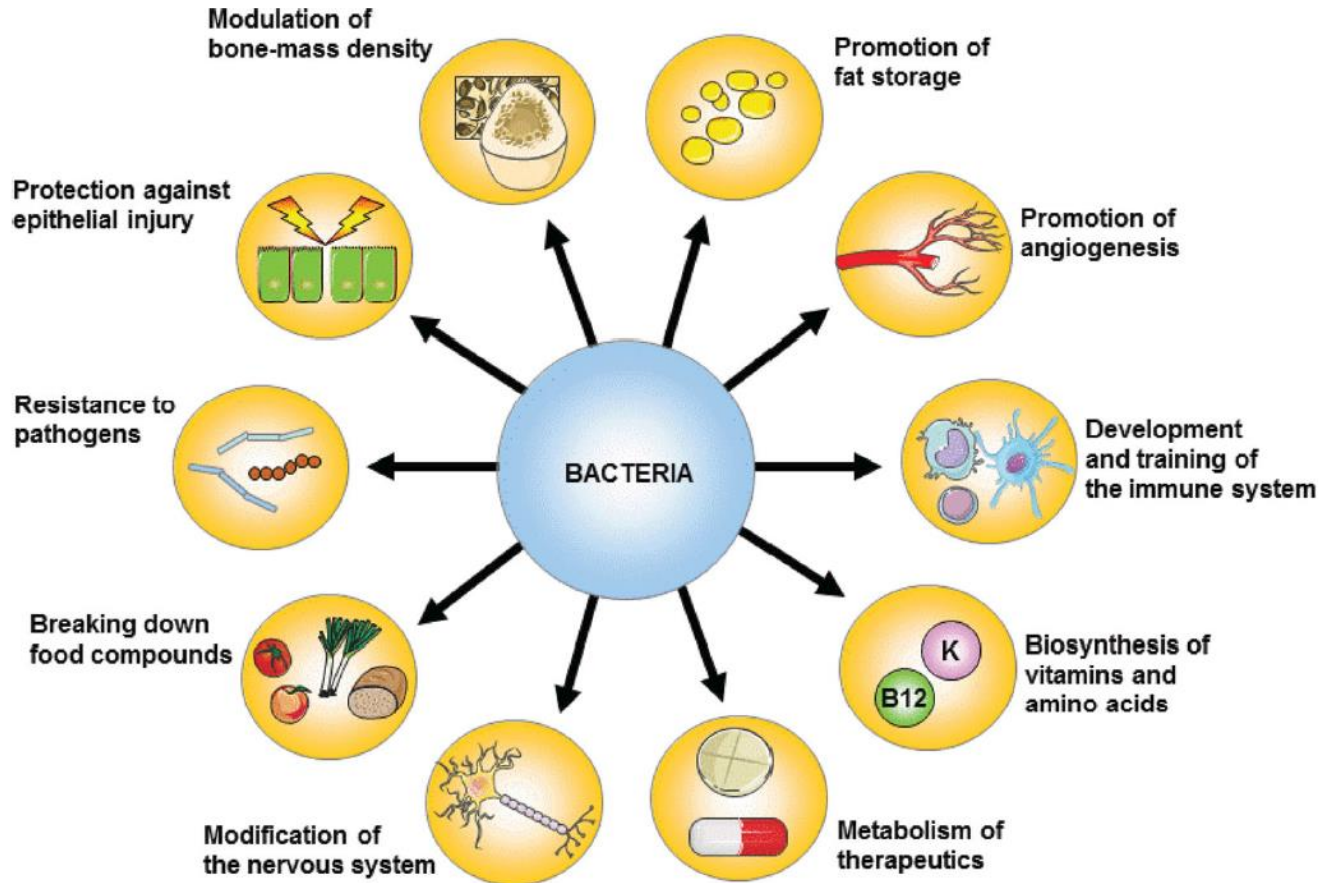 Modulation of
bone-mass density
Promotion of
fat storage
Protection against
epithelial injury
Promotion of
angiogenesis
Resistance to
pathogens
BACTERIA
Development
and training of
the immune system
Breaking down
food compounds
K
B12
Biosynthesis of
vitamins and
amino acids
Modification of
the nervous system
Metabolism of
therapeutics